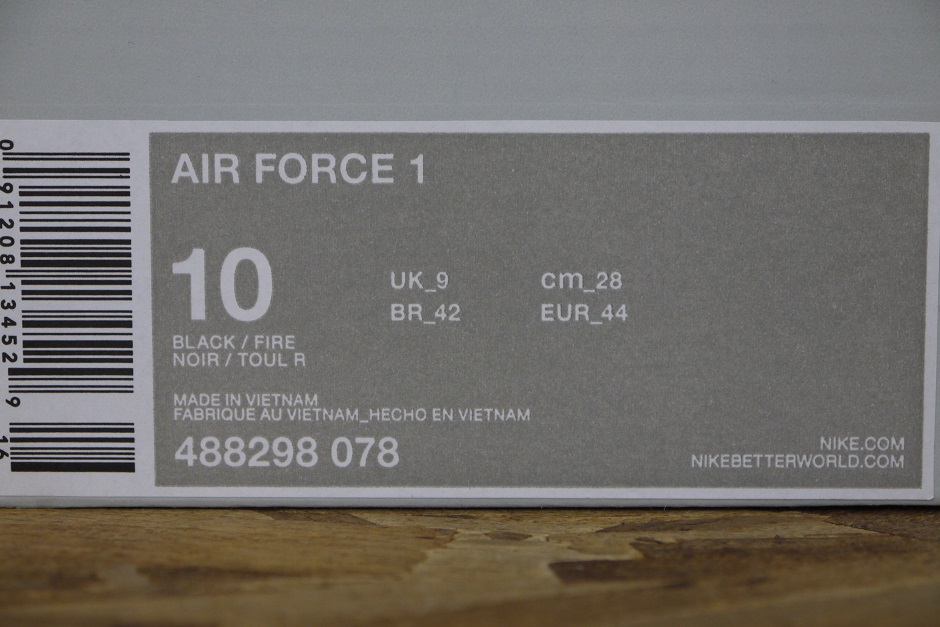 AIR FORCE 1
10
UK_9
cm_28
BR_42
EUR_44
BLACK / FIRE
NOIR / TOUL R
MADE IN VIETNAM
FABRIQUE AU VIETNAM_HECHO EN VIETNAM
488298 078
NIKE.COM
NIKEBETTERWORLD.COM
0 91208 13452 9
16